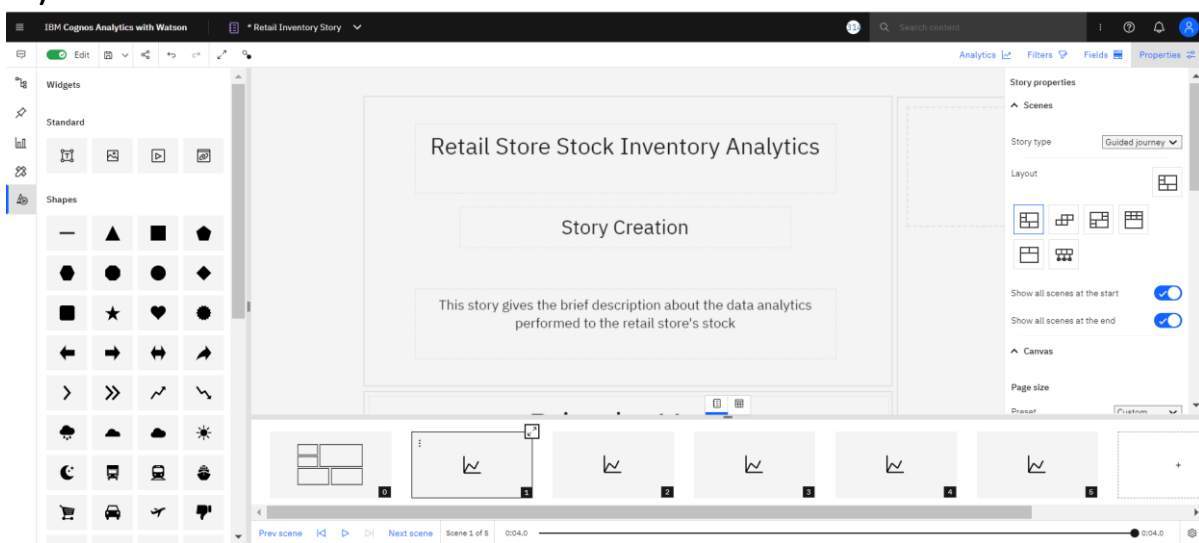 IBM Cognos Analytics with Watson
* Retail Inventory Story
Search content
Edit
Analytics
Filters
Fields
Properties
Widgets
Standard
Shapes
Retail Store Stock Inventory Analytics
Story Creation
This story gives the brief description about the data analytics
performed to the retail store's stock
Story properties
Scenes
Story type
Guided journey
Layout
Show all scenes at the start
Show all scenes at the end
Canvas
Page size
Preset
Custom
0
1
2
3
4
5
+
Prev scene
Next scene
Scene 1 of 5
0:04.0
0:04.0